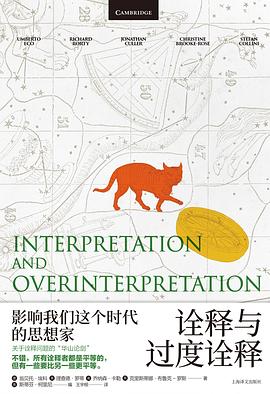 CAMBRIDGE
UMBERTO ECO
RICHARD RORTY
JONATHAN CULLER
CHRISTINE BROOKE-ROSE
STEFAN COLLINI
INTERPRETATION
AND
OVERINTERPRETATION
影响我们这个时代
的思想家
关于诠释问题的“华山论剑”
不错，所有诠释者都是平等的，
但有一些要比另一些更平等。
诠释与
过度诠释
上海译文出版社